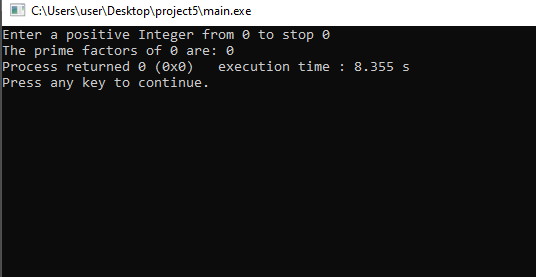 C:\Users\user\Desktop\project5\main.exe
Enter a positive Integer from 0 to stop 0
The prime factors of 0 are: 0
Process returned 0 (0x0)   execution time : 8.355 s
Press any key to continue.